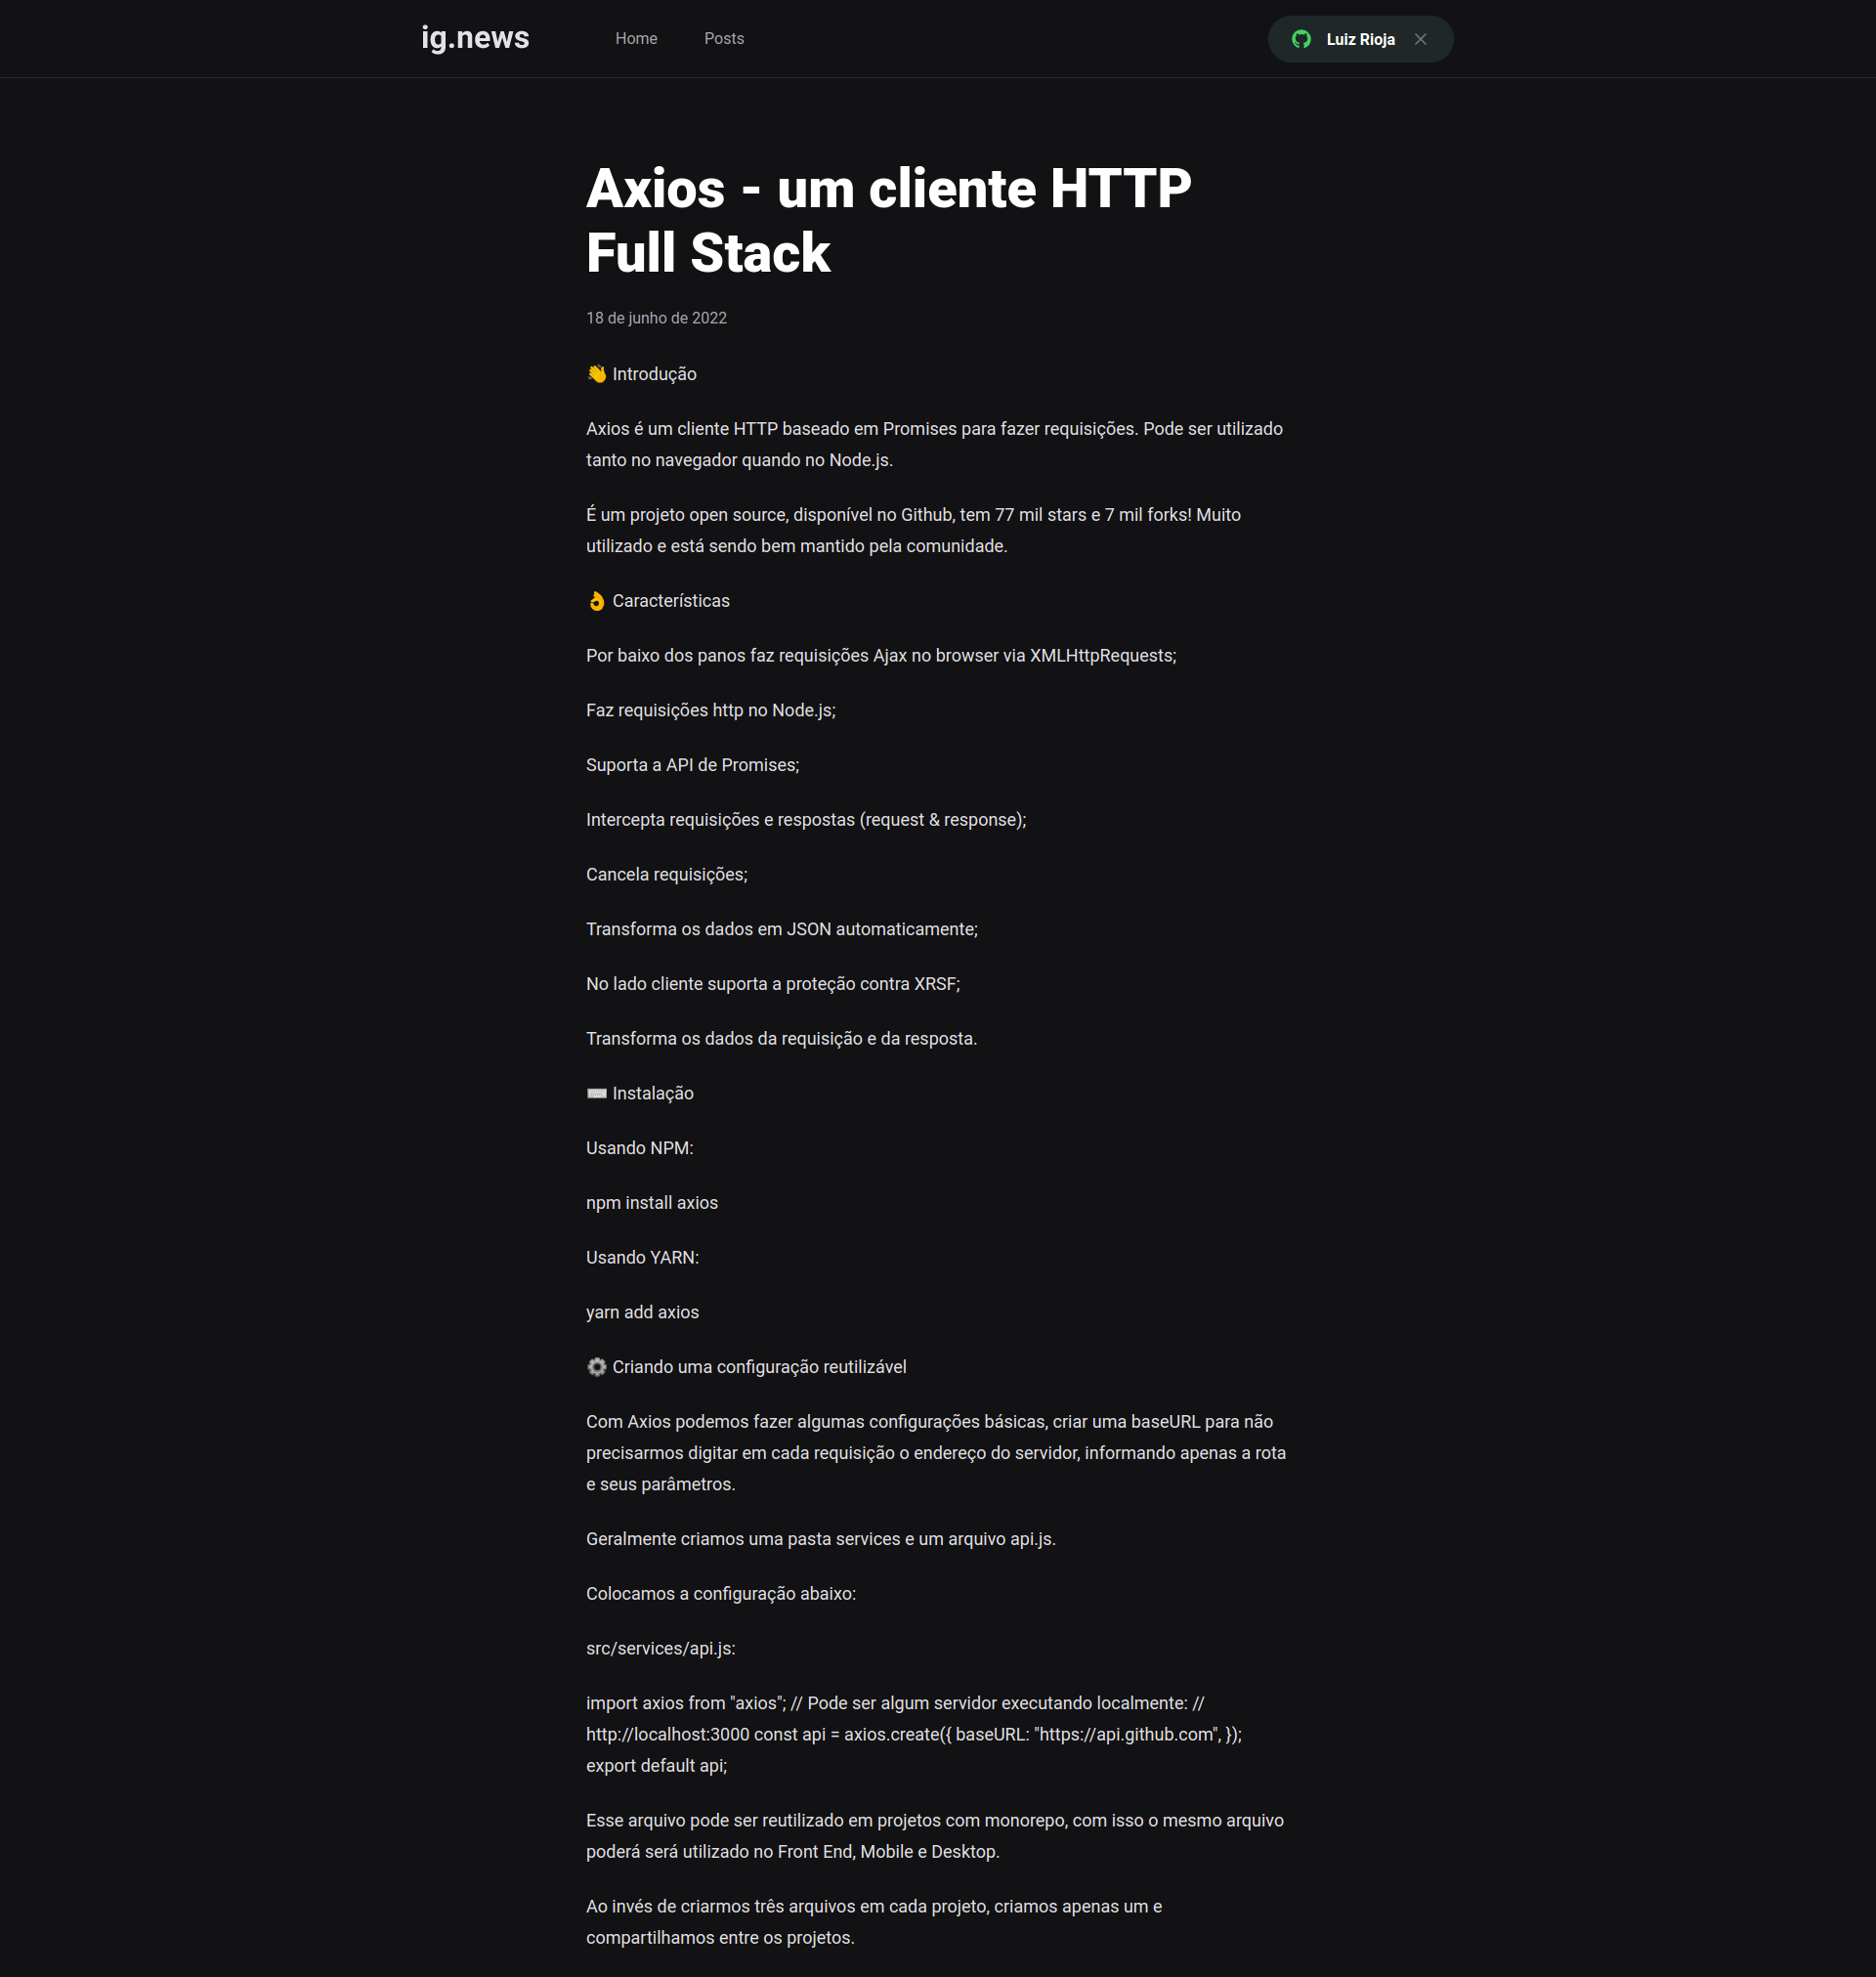 ig.news
Home
Posts
Luiz Rioja
Axios - um cliente HTTP
Full Stack
18 de junho de 2022
👋 Introdução
Axios é um cliente HTTP baseado em Promises para fazer requisições. Pode ser utilizado
tanto no navegador quando no Node.js.
É um projeto open source, disponível no Github, tem 77 mil stars e 7 mil forks! Muito
utilizado e está sendo bem mantido pela comunidade.
👌 Características
Por baixo dos panos faz requisições Ajax no browser via XMLHttpRequests;
Faz requisições http no Node.js;
Suporta a API de Promises;
Intercepta requisições e respostas (request & response);
Cancela requisições;
Transforma os dados em JSON automaticamente;
No lado cliente suporta a proteção contra XRSF;
Transforma os dados da requisição e da resposta.
⌨️ Instalação
Usando NPM:
npm install axios
Usando YARN:
yarn add axios
⚙️ Criando uma configuração reutilizável
Com Axios podemos fazer algumas configurações básicas, criar uma baseURL para não
precisarmos digitar em cada requisição o endereço do servidor, informando apenas a rota
e seus parâmetros.
Geralmente criamos uma pasta services e um arquivo api.js.
Colocamos a configuração abaixo:
src/services/api.js:
import axios from "axios"; // Pode ser algum servidor executando localmente: //
http://localhost:3000 const api = axios.create({ baseURL: "https://api.github.com", });
export default api;
Esse arquivo pode ser reutilizado em projetos com monorepo, com isso o mesmo arquivo
poderá será utilizado no Front End, Mobile e Desktop.
Ao invés de criarmos três arquivos em cada projeto, criamos apenas um e
compartilhamos entre os projetos.